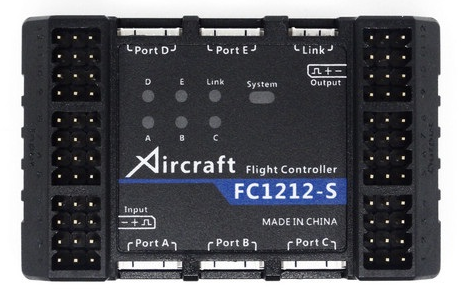 Port D Port E Link
D E Link System
Output
A B C
Aircraft Flight Controller
FC1212-S
Input
MADE IN CHINA
Port A Port B Port C